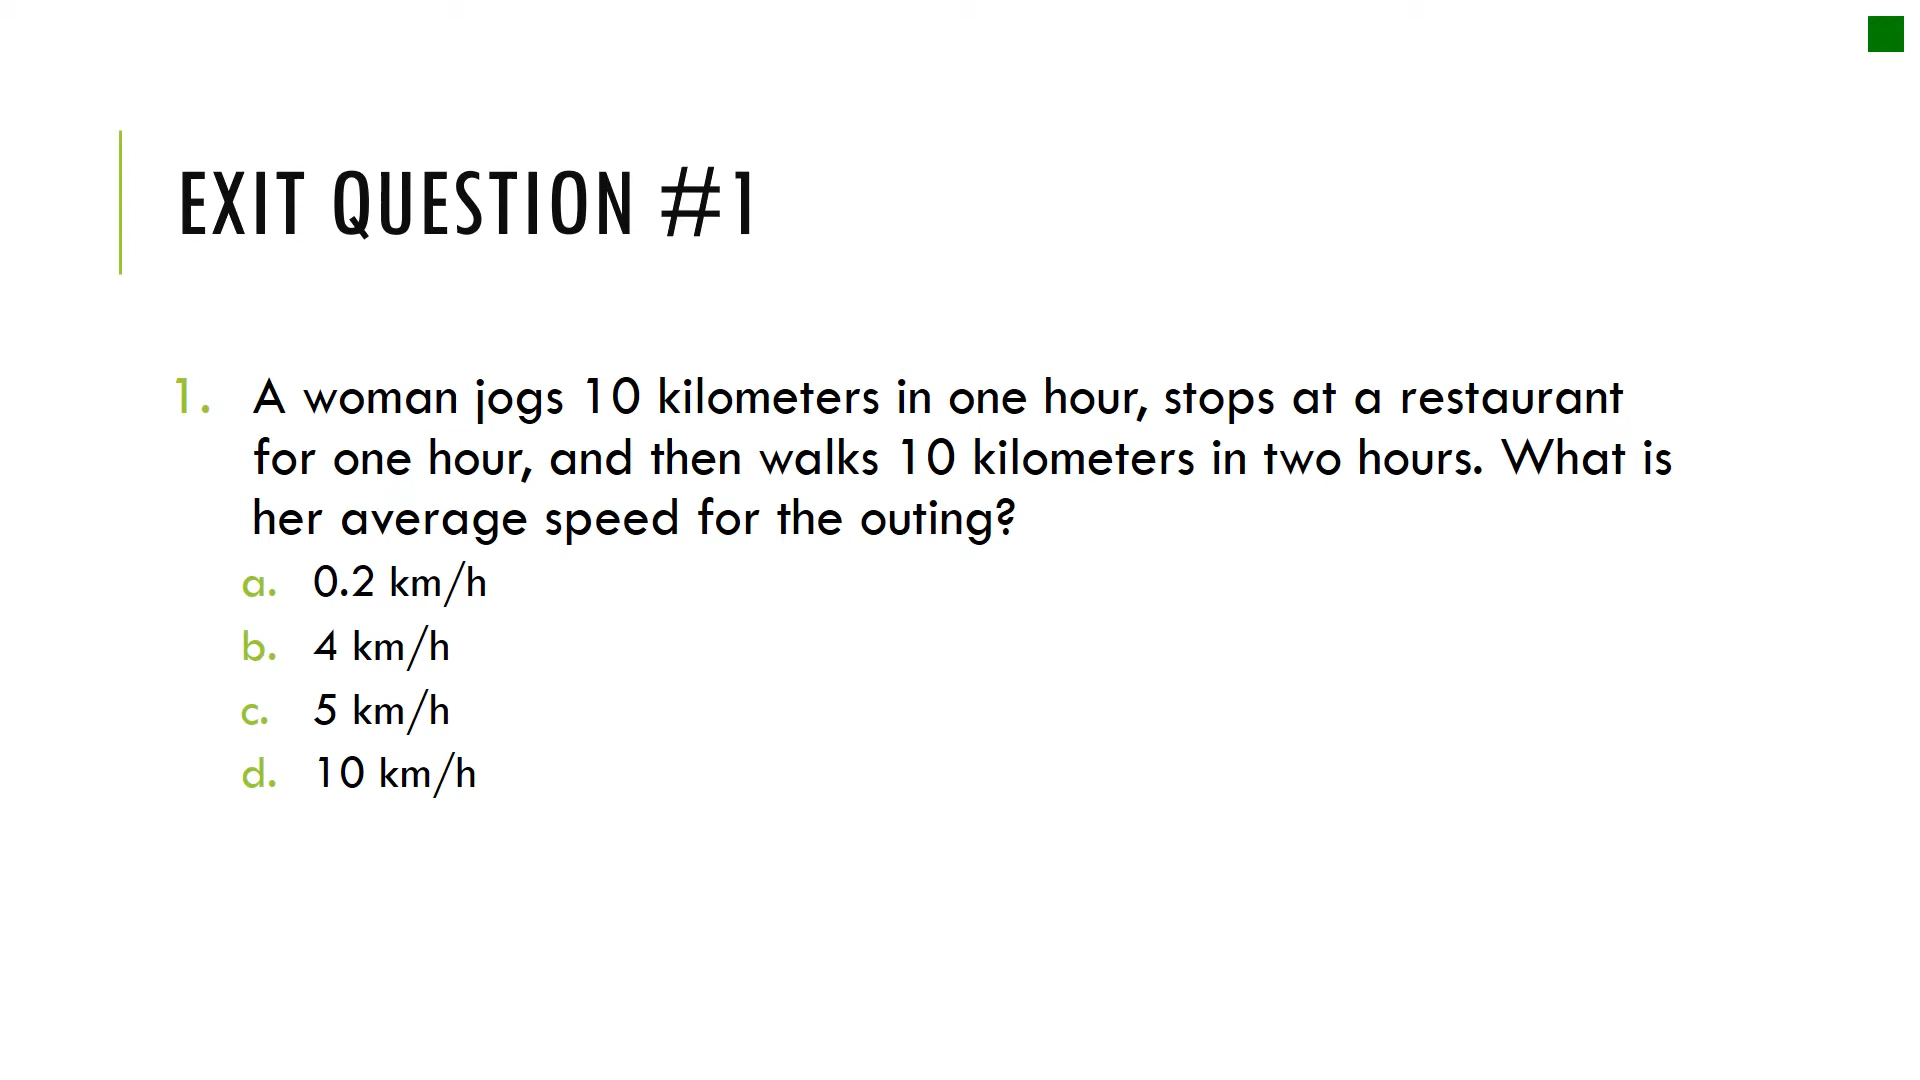 EXIT QUESTION #1
1. A woman jogs 10 kilometers in one hour, stops at a restaurant
for one hour, and then walks 10 kilometers in two hours. What is
her average speed for the outing?
a. 0.2 km/h
b. 4 km/h
c. 5 km/h
d. 10 km/h